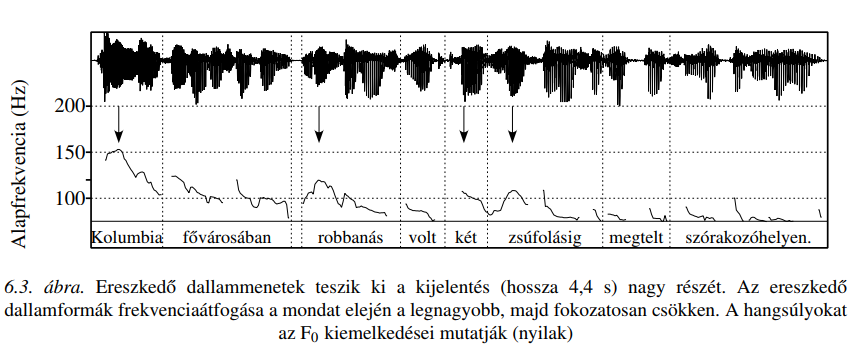 Alapfrekvencia (Hz)
200
150
100
Kolumbia fővárosában robbanás volt két zsúfolásig megtelt szórakozóhelyen.
6.3. ábra. Ereszkedő dallammenetek teszik ki a kijelentés (hossza 4,4 s) nagy részét. Az ereszkedő
dallamformák frekvenciaátfogása a mondat elején a legnagyobb, majd fokozatosan csökken. A hangsúlyokat
az F₀ kiemelkedései mutatják (nyilak)